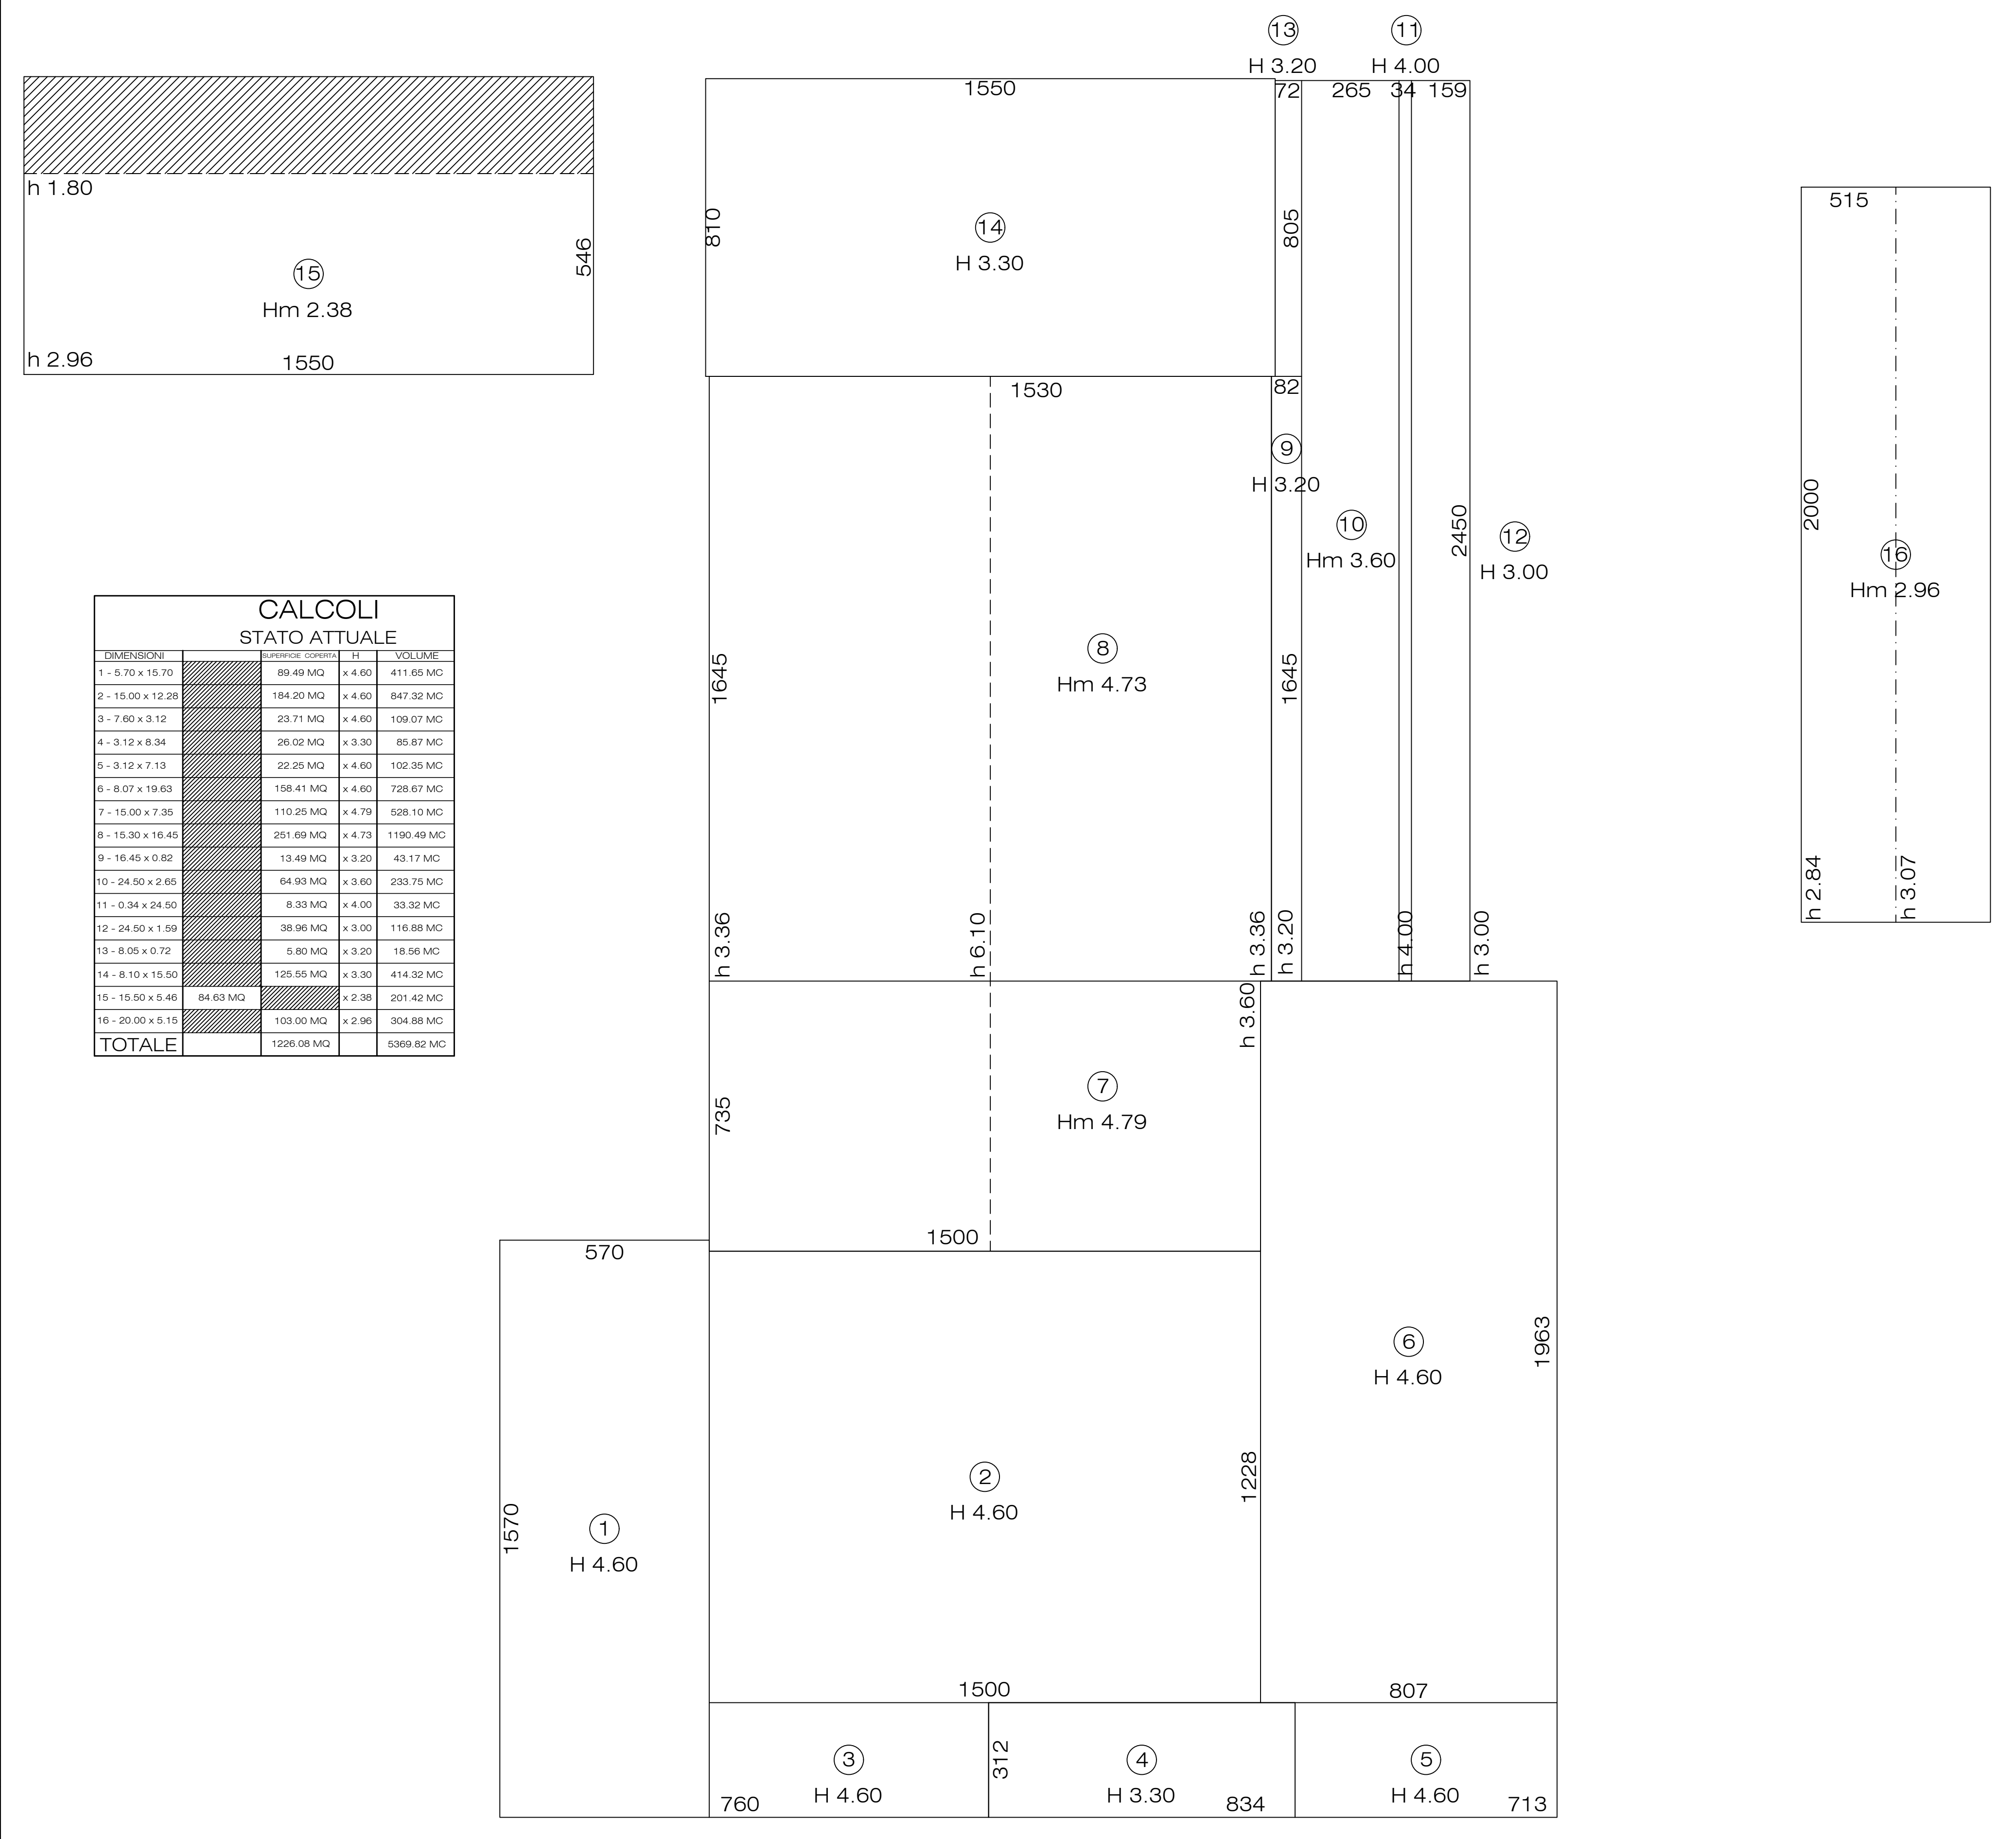 13
H 3.20
11
H 4.00
1550
72
265
34
159
h 1.80
546
15
Hm 2.38
h 2.96
1550
810
14
H 3.30
805
515
2000
16
Hm 2.96
h 2.84
h 3.07
1530
82
9
H 3.20
10
Hm 3.60
2450
12
H 3.00
1645
8
Hm 4.73
1645
h 3.36
h 6.10
h 3.36
h 3.20
h 4.00
h 3.00
CALCOLI
STATO ATTUALE
DIMENSIONI SUPERFICIE COPERTA H VOLUME
1 - 5.70 x 15.70 89.49 MQ x 4.60 411.65 MC
2 - 15.00 x 12.28 184.20 MQ x 4.60 847.32 MC
3 - 7.60 x 3.12 23.71 MQ x 4.60 109.07 MC
4 - 3.12 x 8.34 26.02 MQ x 3.30 85.87 MC
5 - 3.12 x 7.13 22.25 MQ x 4.60 102.35 MC
6 - 8.07 x 19.63 158.41 MQ x 4.60 728.67 MC
7 - 15.00 x 7.35 110.25 MQ x 4.79 528.10 MC
8 - 15.30 x 16.45 251.69 MQ x 4.73 1190.49 MC
9 - 16.45 x 0.82 13.49 MQ x 3.20 43.17 MC
10 - 24.50 x 2.65 64.93 MQ x 3.60 233.75 MC
11 - 0.34 x 24.50 8.33 MQ x 4.00 33.32 MC
12 - 24.50 x 1.59 38.96 MQ x 3.00 116.88 MC
13 - 8.05 x 0.72 5.80 MQ x 3.20 18.56 MC
14 - 8.10 x 15.50 125.55 MQ x 3.30 414.32 MC
15 - 15.50 x 5.46 84.63 MQ x 2.38 201.42 MC
16 - 20.00 x 5.15 103.00 MQ x 2.96 304.88 MC
TOTALE 1226.08 MQ 5369.82 MC
h 3.60
735
7
Hm 4.79
1500
570
1570
1
H 4.60
2
H 4.60
1228
1500
6
H 4.60
1963
807
3
H 4.60
760
312
4
H 3.30
834
5
H 4.60
713